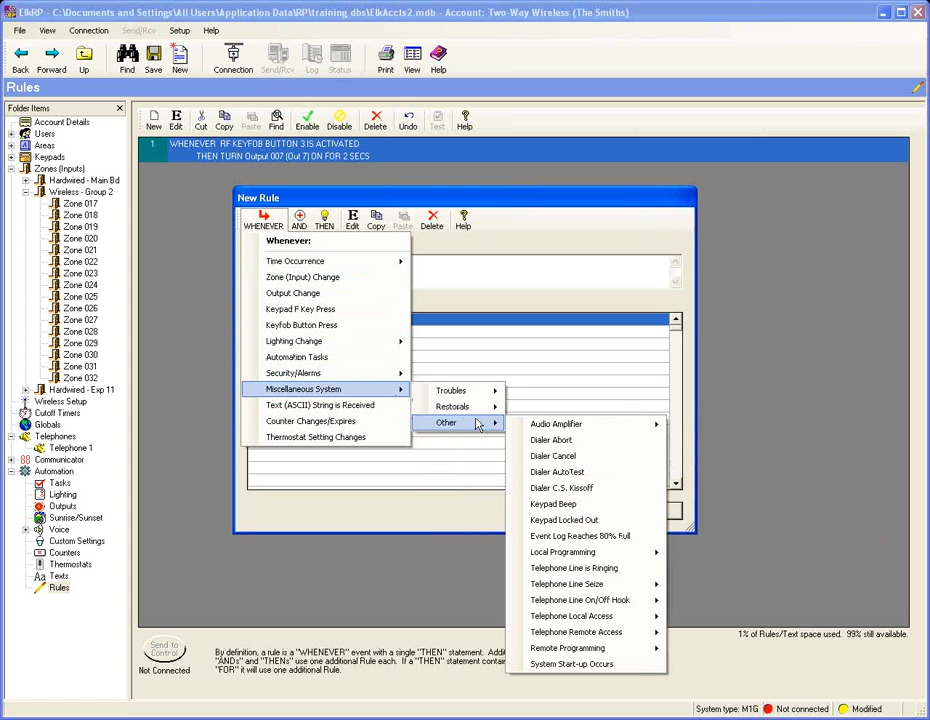 ElkRP - C:\Documents and Settings\All Users\Application Data\RP\training dbs\ElkAccts2.mdb - Account: Two-Way Wireless (The Smiths)
File View Connection Send/Rcv Setup Help
Back Forward Up Find Save New Connection Send/Rcv Log Status Print View Help
Rules
Folder Items
Account Details
Users
Areas
Keypads
Zones (Inputs)
Hardwired - Main Bd
Wireless - Group 2
Zone 017
Zone 018
Zone 019
Zone 020
Zone 021
Zone 022
Zone 023
Zone 024
Zone 025
Zone 026
Zone 027
Zone 028
Zone 029
Zone 030
Zone 031
Zone 032
Hardwired - Exp 11
Wireless Setup
Cutoff Timers
Globals
Telephones
Telephone 1
Communicator
Automation
Tasks
Lighting
Outputs
Sunrise/Sunset
Voice
Custom Settings
Counters
Thermostats
Texts
Rules
New Edit Cut Copy Paste Find Enable Disable Delete Undo Test Help
1 WHENEVER RF KEYFOB BUTTON 3 IS ACTIVATED
THEN TURN Output 007 (Out 7) ON FOR 2 SECS
New Rule
WHENEVER AND THEN Edit Copy Paste Delete Help
Whenever:
Time Occurrence
Zone (Input) Change
Output Change
Keypad F Key Press
Keyfob Button Press
Lighting Change
Automation Tasks
Security/Alarms
Miscellaneous System
Text (ASCII) String is Received
Counter Changes/Expires
Thermostat Setting Changes
Troubles
Restorals
Other
Audio Amplifier
Dialer Abort
Dialer Cancel
Dialer AutoTest
Dialer C.S. Kissoff
Keypad Beep
Keypad Locked Out
Event Log Reaches 80% Full
Local Programming
Telephone Line is Ringing
Telephone Line Seize
Telephone Line On/Off Hook
Telephone Local Access
Telephone Remote Access
Remote Programming
System Start-up Occurs
1% of Rules/Text space used. 99% still available.
Send to
Control
Not Connected
By definition, a rule is a "WHENEVER" event with a single "THEN" statement. Addi
"ANDs" and "THENs" use one additional Rule each. If a "THEN" statement contain
"FOR" it will use one additional Rule.
System type: M1G Not connected Modified